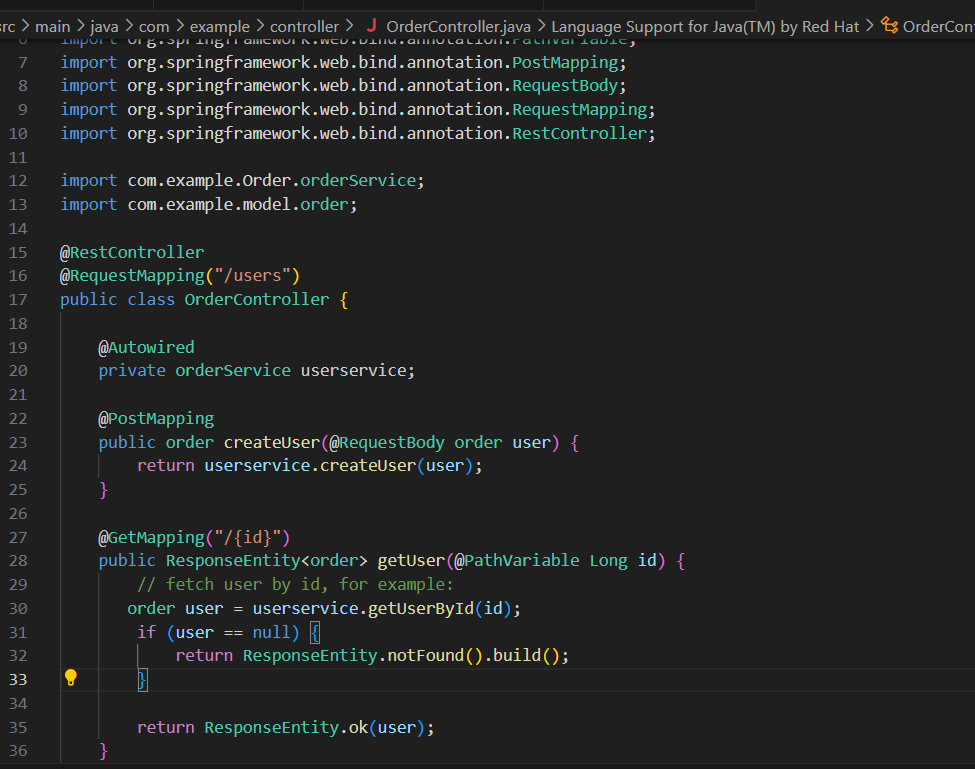 src > main > java > com > example > controller > J OrderController.java > Language Support for Java(TM) by Red Hat > OrderCon
6 import org.springframework.web.bind.annotation.PathVariable;
7 import org.springframework.web.bind.annotation.PostMapping;
8 import org.springframework.web.bind.annotation.RequestBody;
9 import org.springframework.web.bind.annotation.RequestMapping;
10 import org.springframework.web.bind.annotation.RestController;
11
12 import com.example.Order.orderService;
13 import com.example.model.order;
14
15 @RestController
16 @RequestMapping("/users")
17 public class OrderController {
18
19 @Autowired
20 private orderService userservice;
21
22 @PostMapping
23 public order createUser(@RequestBody order user) {
24 return userservice.createUser(user);
25 }
26
27 @GetMapping("/{id}")
28 public ResponseEntity<order> getUser(@PathVariable Long id) {
29 // fetch user by id, for example:
30 order user = userservice.getUserById(id);
31 if (user == null) {
32 return ResponseEntity.notFound().build();
33 }
34
35 return ResponseEntity.ok(user);
36 }